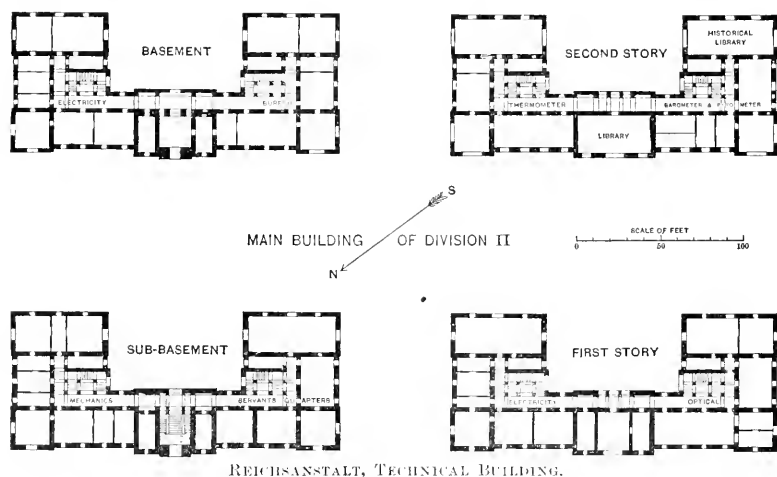 BASEMENT
ELECTRICITY
SECOND STORY
HISTORICAL
LIBRARY
THERMOMETER
BAROMETER &
LIBRARY
S
MAIN BUILDING OF DIVISION II
N
SCALE OF FEET
0 50 100
SUB-BASEMENT
MECHANICS
SERVANTS QUARTERS
FIRST STORY
ELECTRICITY
OPTICAL
REICHSANSTALT, TECHNICAL BUILDING.